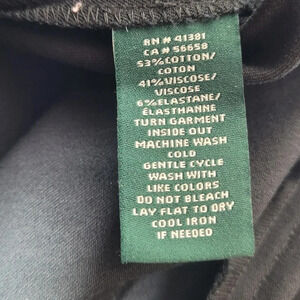 RN # 41381
CA # 56658
53% COTTON/
COTON
41% VISCOSE/
VISCOSE
6% ELASTANE/
ÉLASTHANNE
TURN GARMENT
INSIDE OUT
MACHINE WASH
COLD
GENTLE CYCLE
WASH WITH
LIKE COLORS
DO NOT BLEACH
LAY FLAT TO DRY
COOL IRON
IF NEEDED